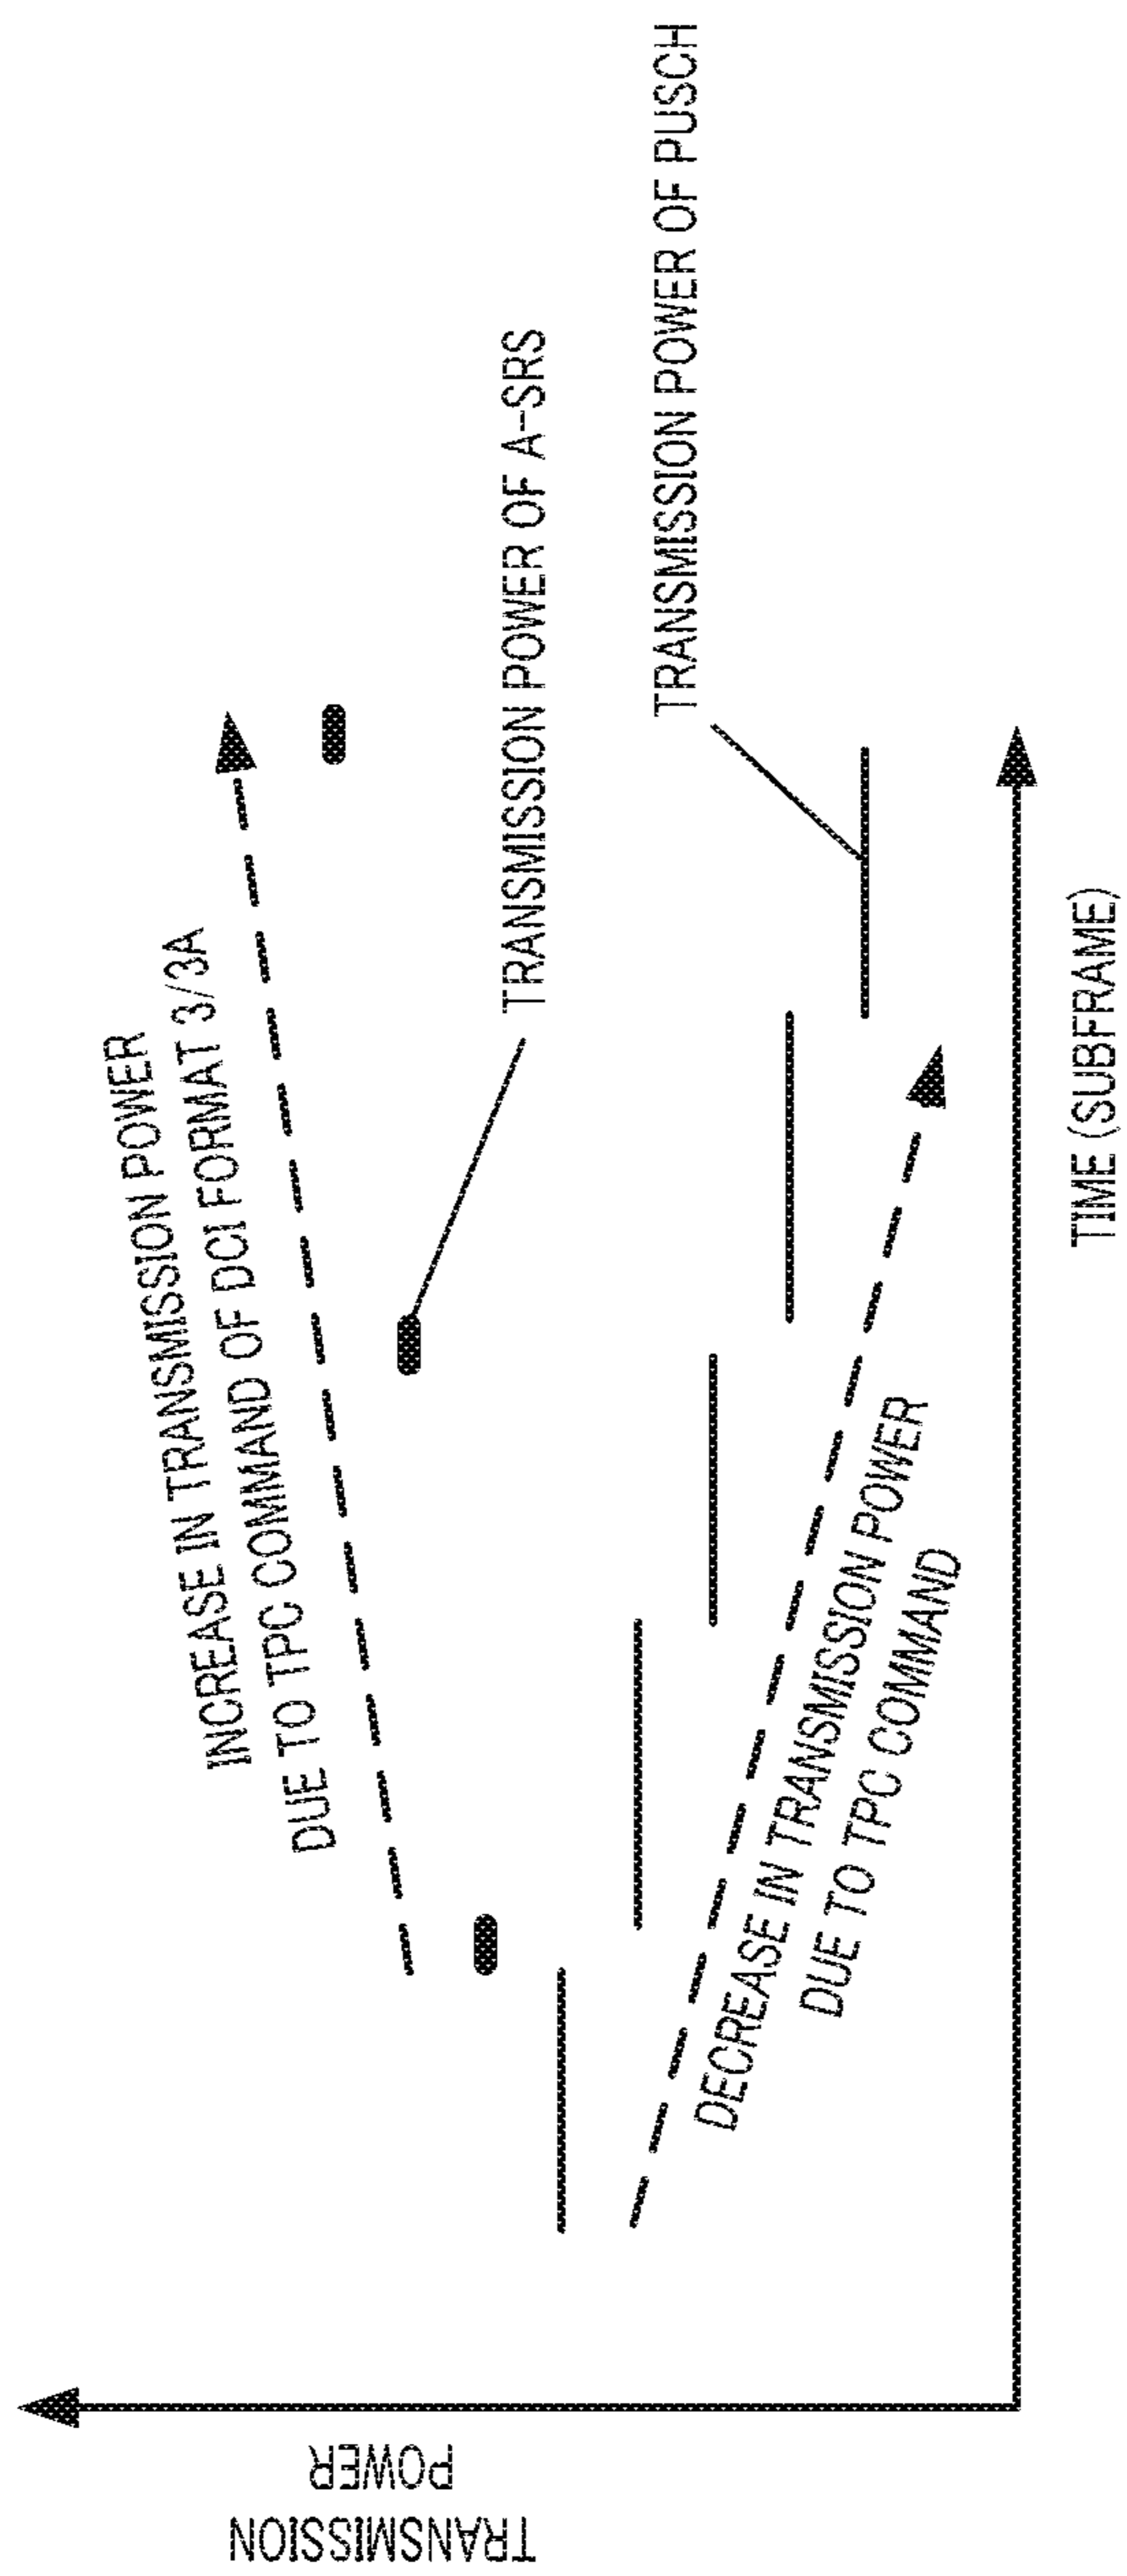 TRANSMISSION
POWER
INCREASE IN TRANSMISSION POWER
DUE TO TPC COMMAND OF DCI FORMAT 3/3A
TRANSMISSION POWER OF A-SRS
TRANSMISSION POWER OF PUSCH
DECREASE IN TRANSMISSION POWER
DUE TO TPC COMMAND
TIME (SUBFRAME)